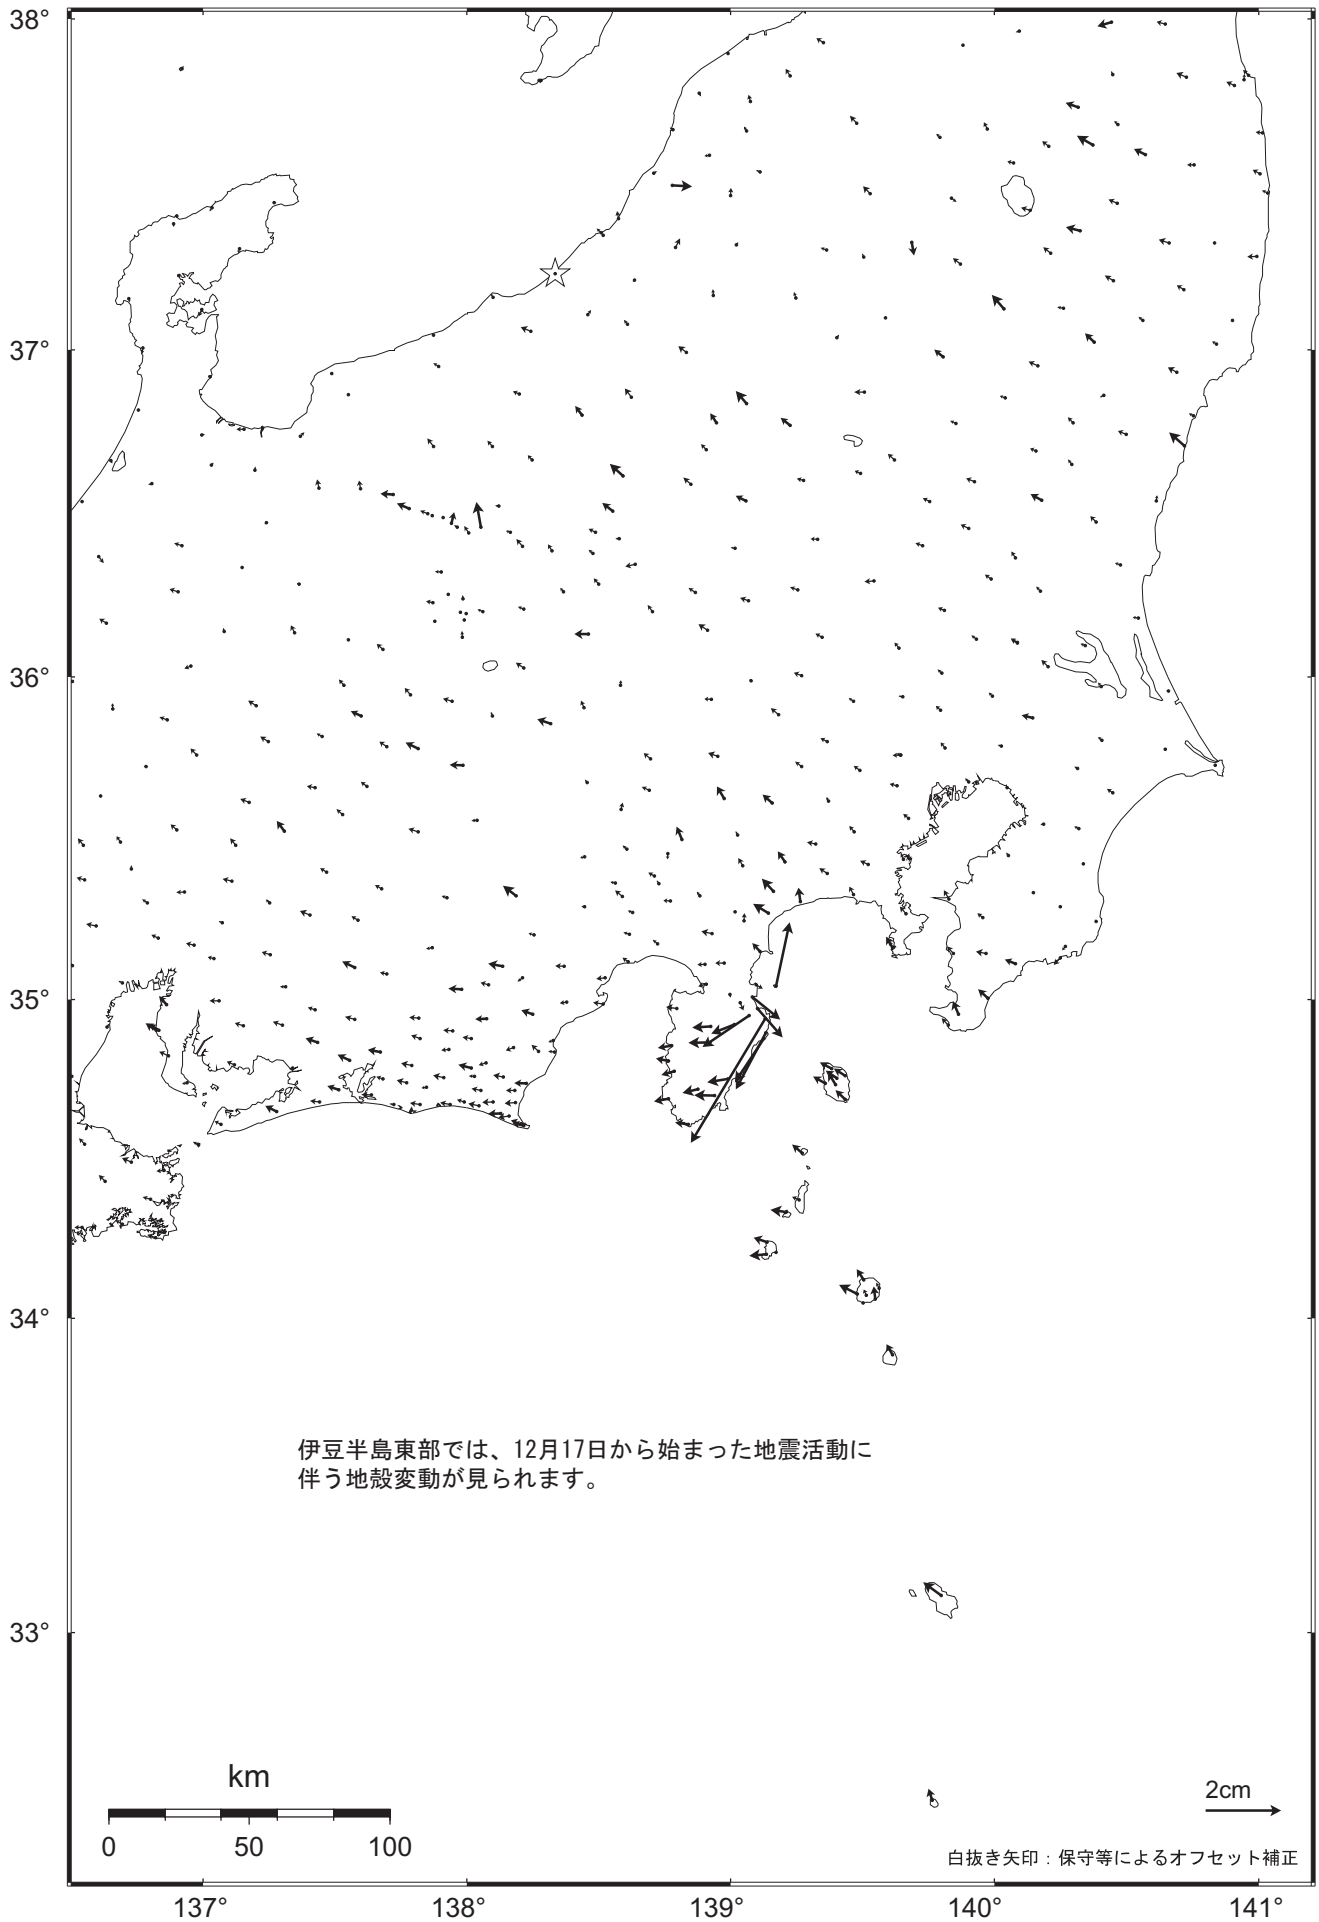 38°
37°
36°
35°
34°
伊豆半島東部では、12月17日から始まった地震活動に
伴う地殻変動が見られます。
33°
km
0 50 100
2cm
白抜き矢印：保守等によるオフセット補正
137° 138° 139° 140° 141°